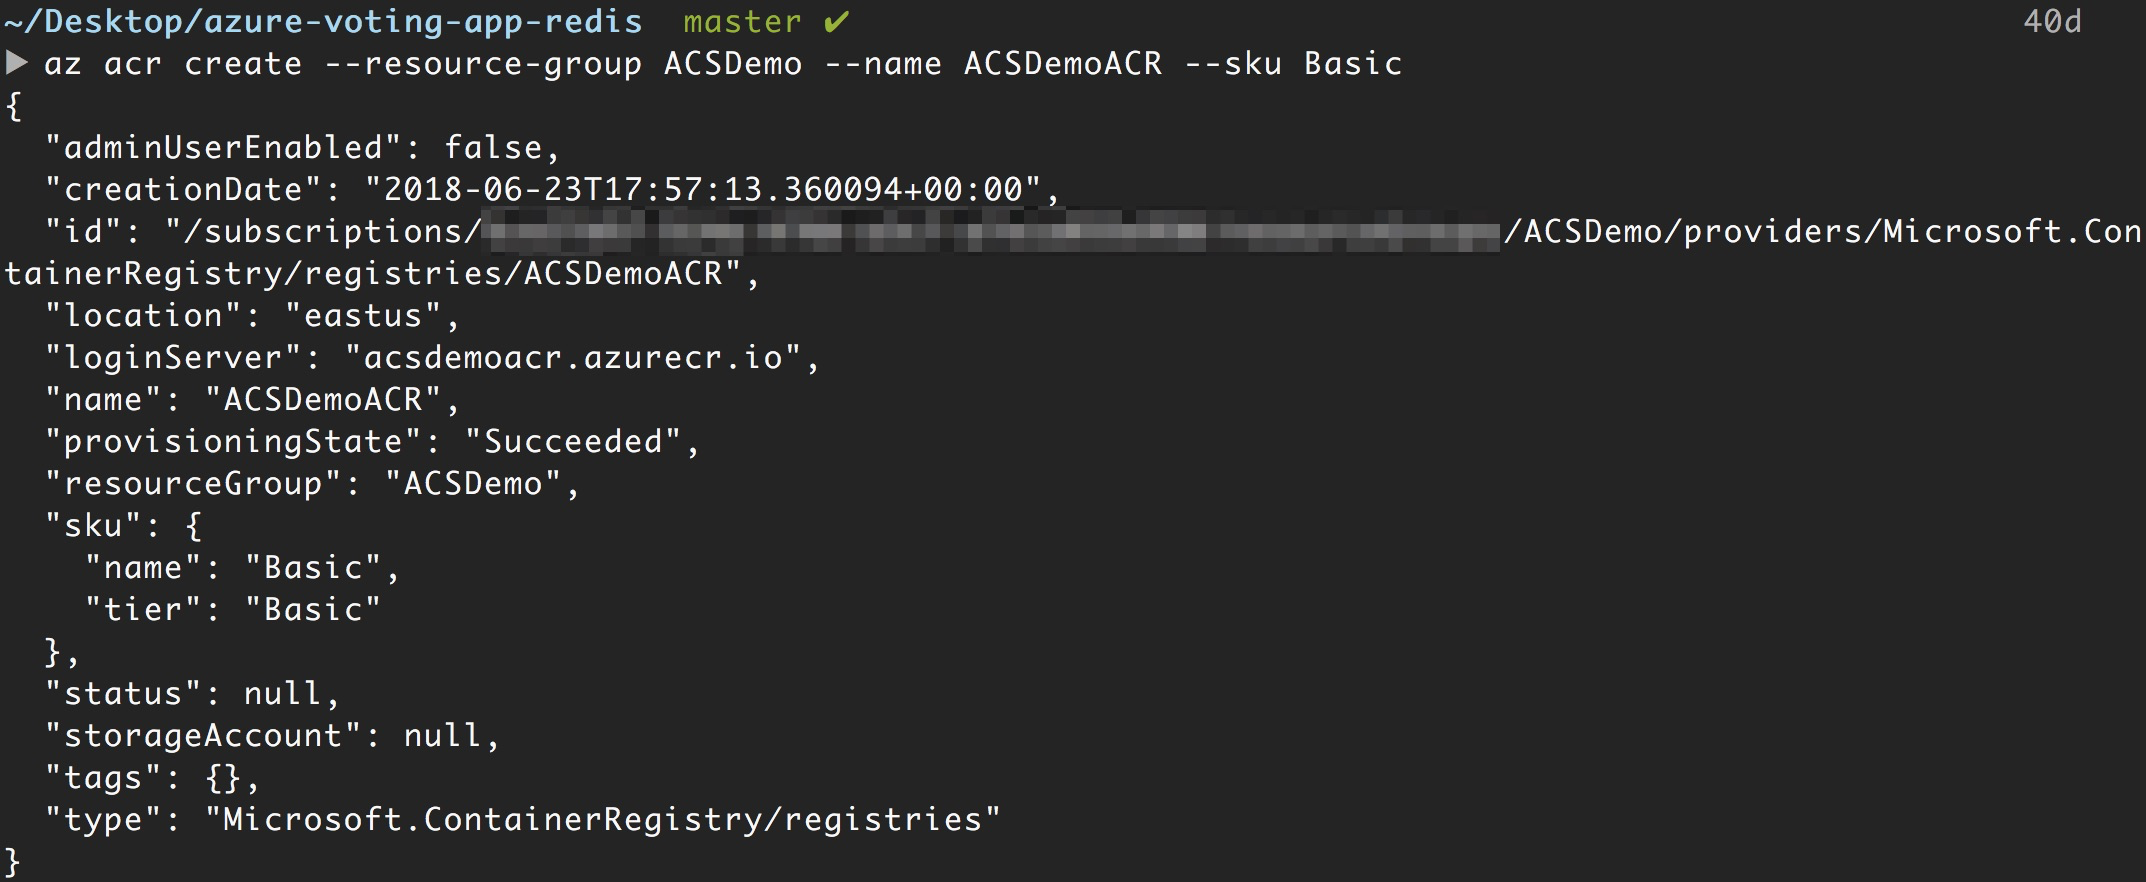 ~/Desktop/azure-voting-app-redis master ✔ 40d
▶ az acr create --resource-group ACSDemo --name ACSDemoACR --sku Basic
{
  "adminUserEnabled": false,
  "creationDate": "2018-06-23T17:57:13.360094+00:00",
  "id": "/subscriptions/ /ACSDemo/providers/Microsoft.Con
tainerRegistry/registries/ACSDemoACR",
  "location": "eastus",
  "loginServer": "acsdemoacr.azurecr.io",
  "name": "ACSDemoACR",
  "provisioningState": "Succeeded",
  "resourceGroup": "ACSDemo",
  "sku": {
    "name": "Basic",
    "tier": "Basic"
  },
  "status": null,
  "storageAccount": null,
  "tags": {},
  "type": "Microsoft.ContainerRegistry/registries"
}